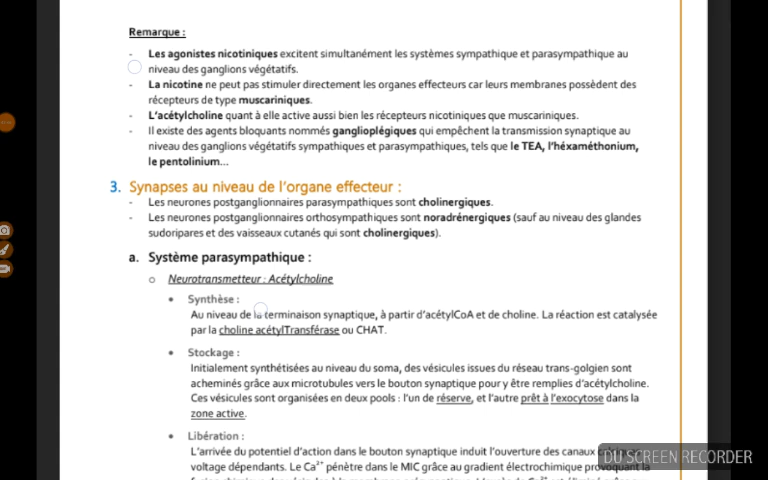 Remarque :
- Les agonistes nicotiniques excitent simultanément les systèmes sympathique et parasympathique au
niveau des ganglions végétatifs.
- La nicotine ne peut pas stimuler directement les organes effecteurs car leurs membranes possèdent des
récepteurs de type muscariniques.
- L'acétylcholine quant à elle active aussi bien les récepteurs nicotiniques que muscariniques.
- Il existe des agents bloquants nommés ganglioplégiques qui empêchent la transmission synaptique au
niveau des ganglions végétatifs sympathiques et parasympathiques, tels que le TEA, l'héxaméthonium,
le pentolinium...
3. Synapses au niveau de l'organe effecteur :
- Les neurones postganglionnaires parasympathiques sont cholinergiques.
- Les neurones postganglionnaires orthosympathiques sont noradrénergiques (sauf au niveau des glandes
sudoripares et des vaisseaux cutanés qui sont cholinergiques).
a. Système parasympathique :
o Neurotransmetteur : Acétylcholine
• Synthèse :
Au niveau de la terminaison synaptique, à partir d'acétylCoA et de choline. La réaction est catalysée
par la choline acétylTransférase ou CHAT.
• Stockage :
Initialement synthétisées au niveau du soma, des vésicules issues du réseau trans-golgien sont
acheminés grâce aux microtubules vers le bouton synaptique pour y être remplies d'acétylcholine.
Ces vésicules sont organisées en deux pools : l'un de réserve, et l'autre prêt à l'exocytose dans la
zone active.
• Libération :
L'arrivée du potentiel d'action dans le bouton synaptique induit l'ouverture des canaux
voltage dépendants. Le Ca²⁺ pénètre dans le MIC grâce au gradient électrochimique provoquant la
DU SCREEN RECORDER